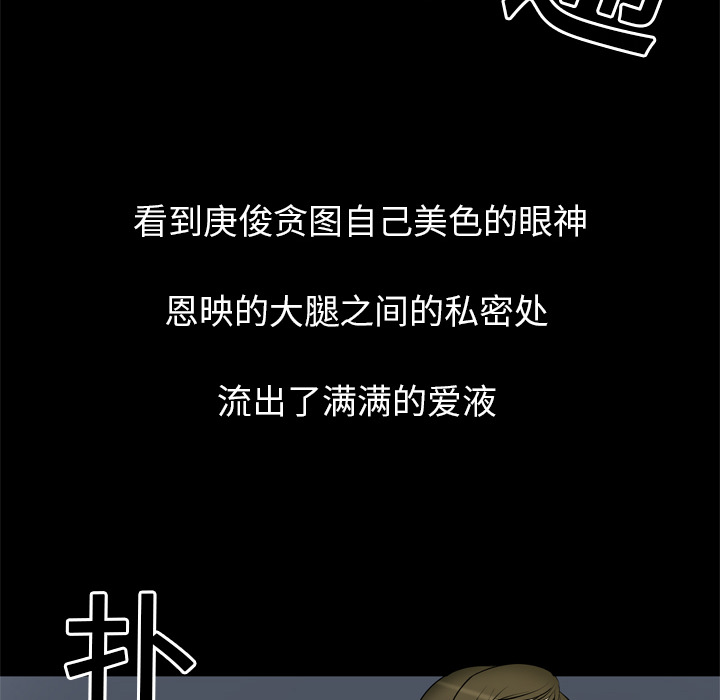 看到庚俊贪图自己美色的眼神
恩映的大腿之间的私密处
流出了满满的爱液
扑